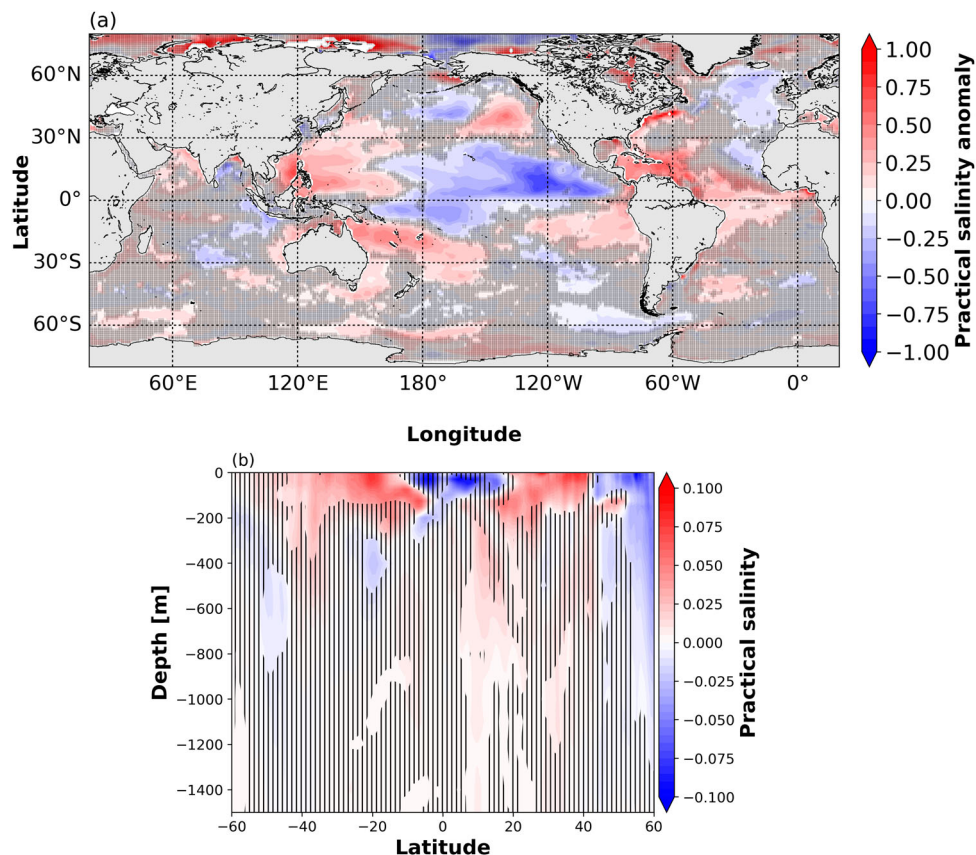 (a)
60°N
30°N
0°
30°S
60°S
Latitude
60°E
120°E
180°
120°W
60°W
0°
Longitude
1.00
0.75
0.50
0.25
0.00
−0.25
−0.50
−0.75
−1.00
Practical salinity anomaly
(b)
0
−200
−400
−600
−800
−1000
−1200
−1400
Depth [m]
−60
−40
−20
0
20
40
60
Latitude
0.100
0.075
0.050
0.025
0.000
−0.025
−0.050
−0.075
−0.100
Practical salinity